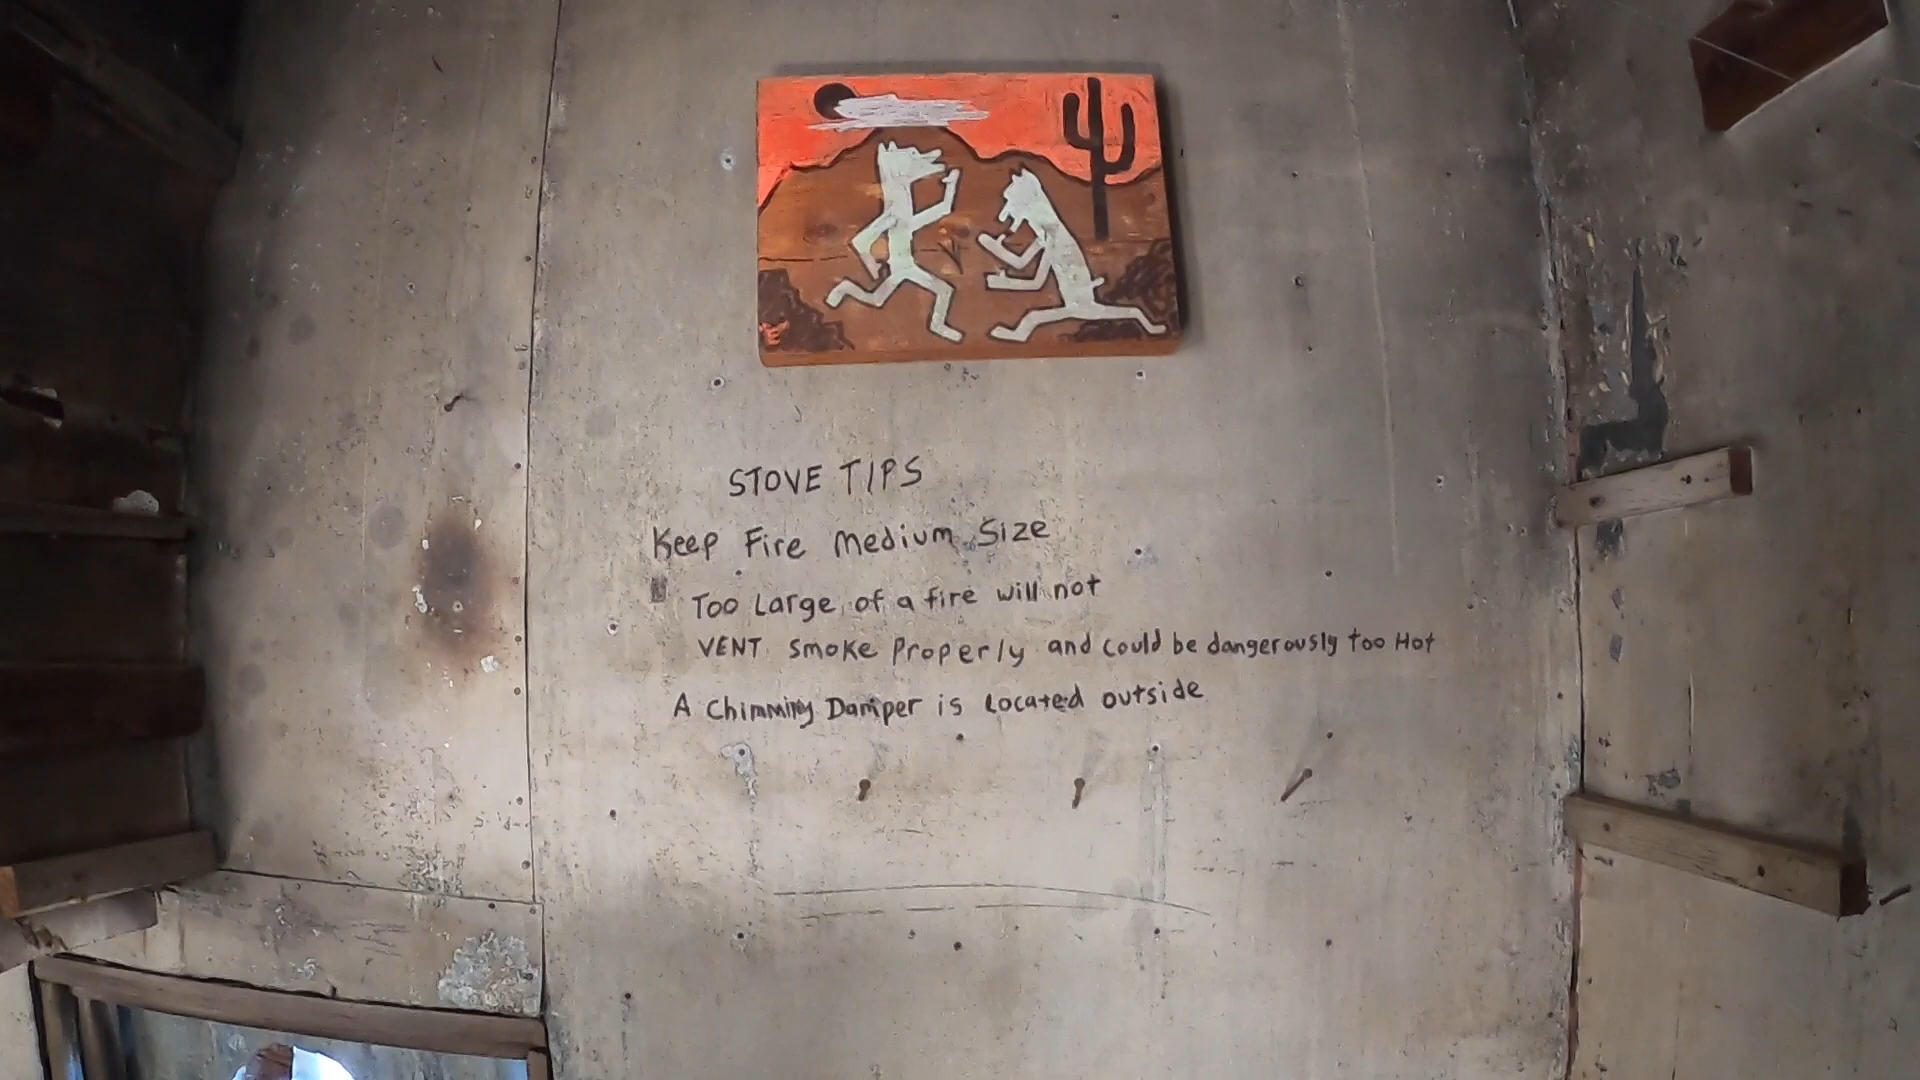 STOVE TIPS
Keep Fire Medium Size
Too Large of a fire will not
VENT smoke Properly and could be dangerously too Hot
A Chimminy Damper is Located outside